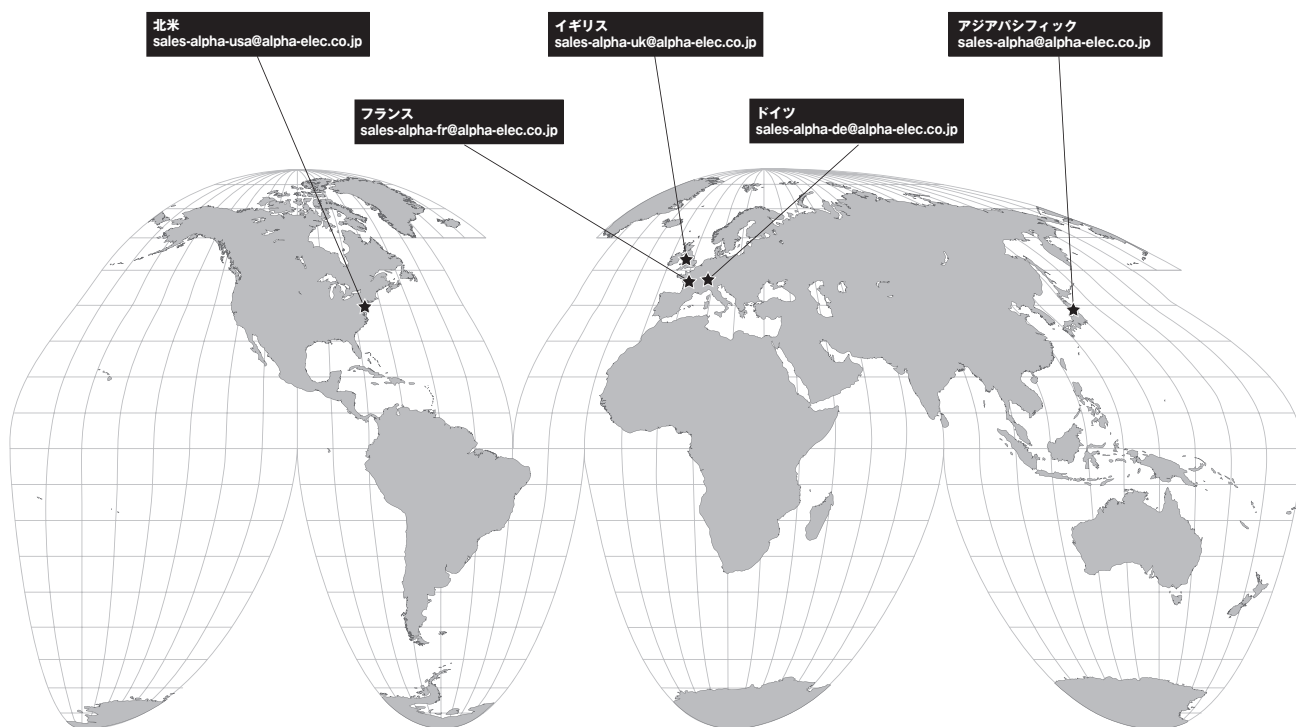 北米
sales-alpha-usa@alpha-elec.co.jp
イギリス
sales-alpha-uk@alpha-elec.co.jp
アジアパシフィック
sales-alpha@alpha-elec.co.jp
フランス
sales-alpha-fr@alpha-elec.co.jp
ドイツ
sales-alpha-de@alpha-elec.co.jp